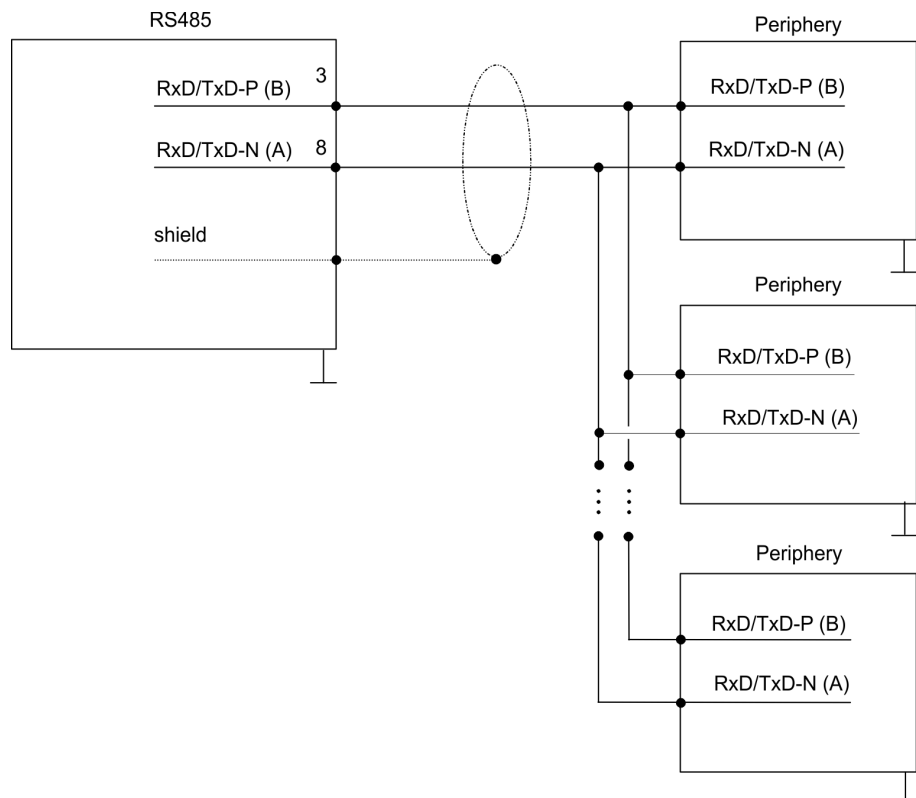 RS485
RxD/TxD-P (B)
3
RxD/TxD-N (A)
8
shield
Periphery
RxD/TxD-P (B)
RxD/TxD-N (A)
Periphery
RxD/TxD-P (B)
RxD/TxD-N (A)
Periphery
RxD/TxD-P (B)
RxD/TxD-N (A)